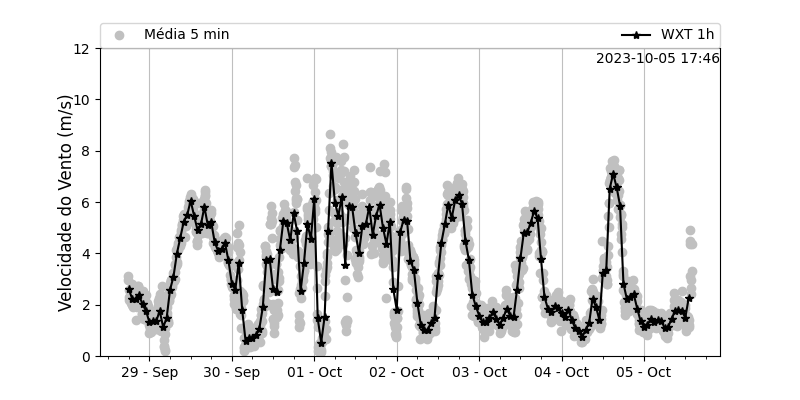 Média 5 min
WXT 1h
2023-10-05 17:46
Velocidade do Vento (m/s)
12
10
8
6
4
2
0
29 - Sep
30 - Sep
01 - Oct
02 - Oct
03 - Oct
04 - Oct
05 - Oct